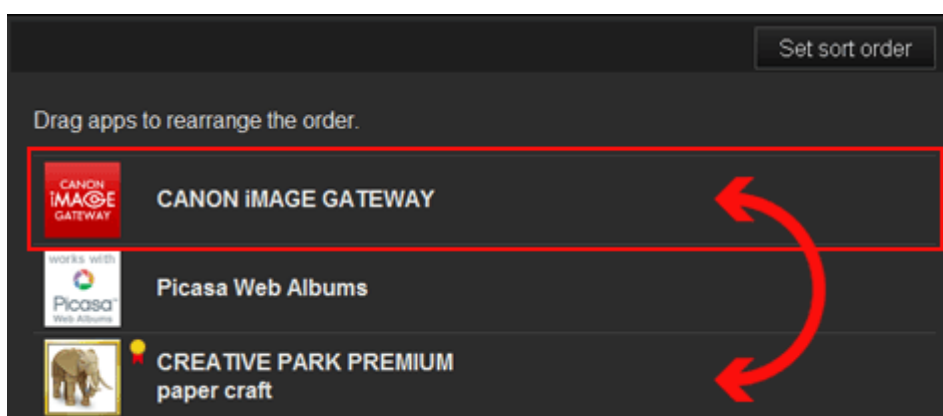 Set sort order
Drag apps to rearrange the order.
CANON
iMAGE
GATEWAY
CANON iMAGE GATEWAY
works with
Picasa™
Web Albums
Picasa Web Albums
CREATIVE PARK PREMIUM
paper craft